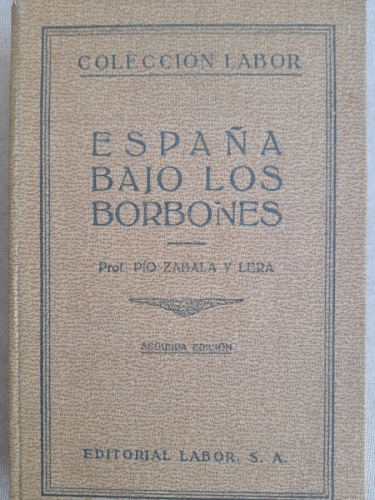 COLECCIÓN LABOR
ESPAÑA
BAJO LOS
BORBONES
Prof. PÍO ZABALA Y LERA
SEGUNDA EDICIÓN
EDITORIAL LABOR, S. A.